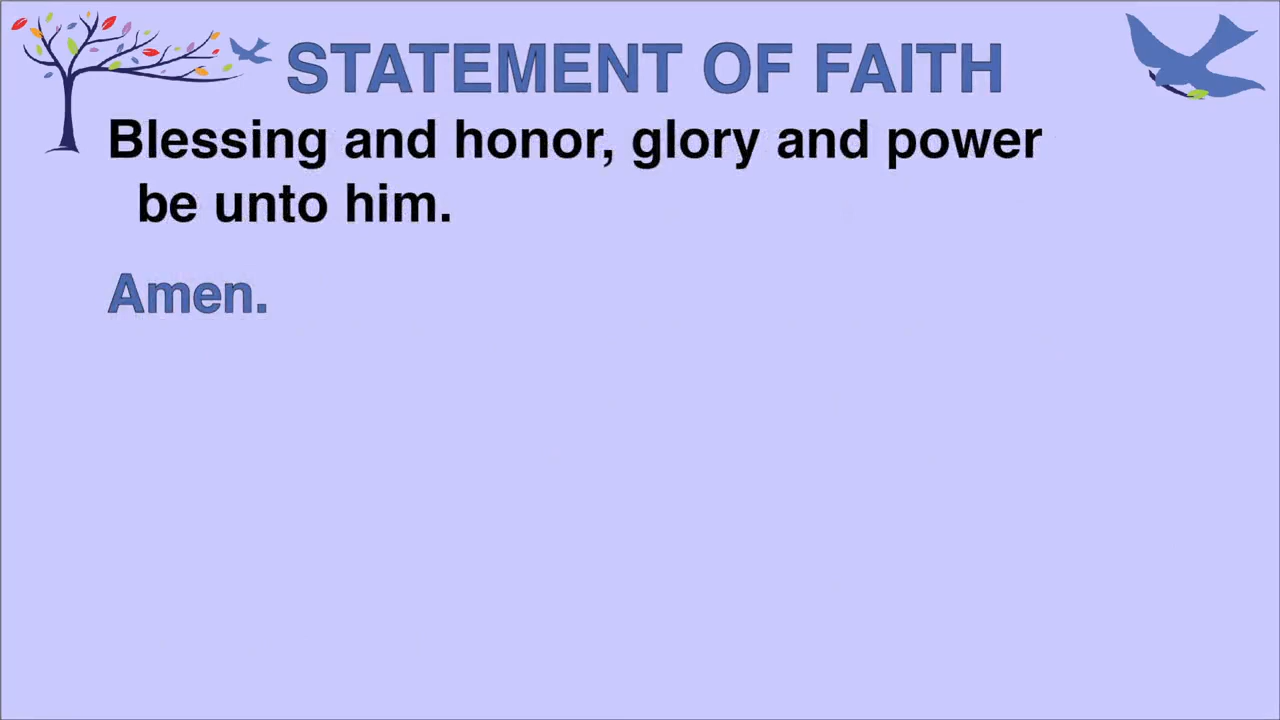 STATEMENT OF FAITH
Blessing and honor, glory and power
be unto him.
Amen.